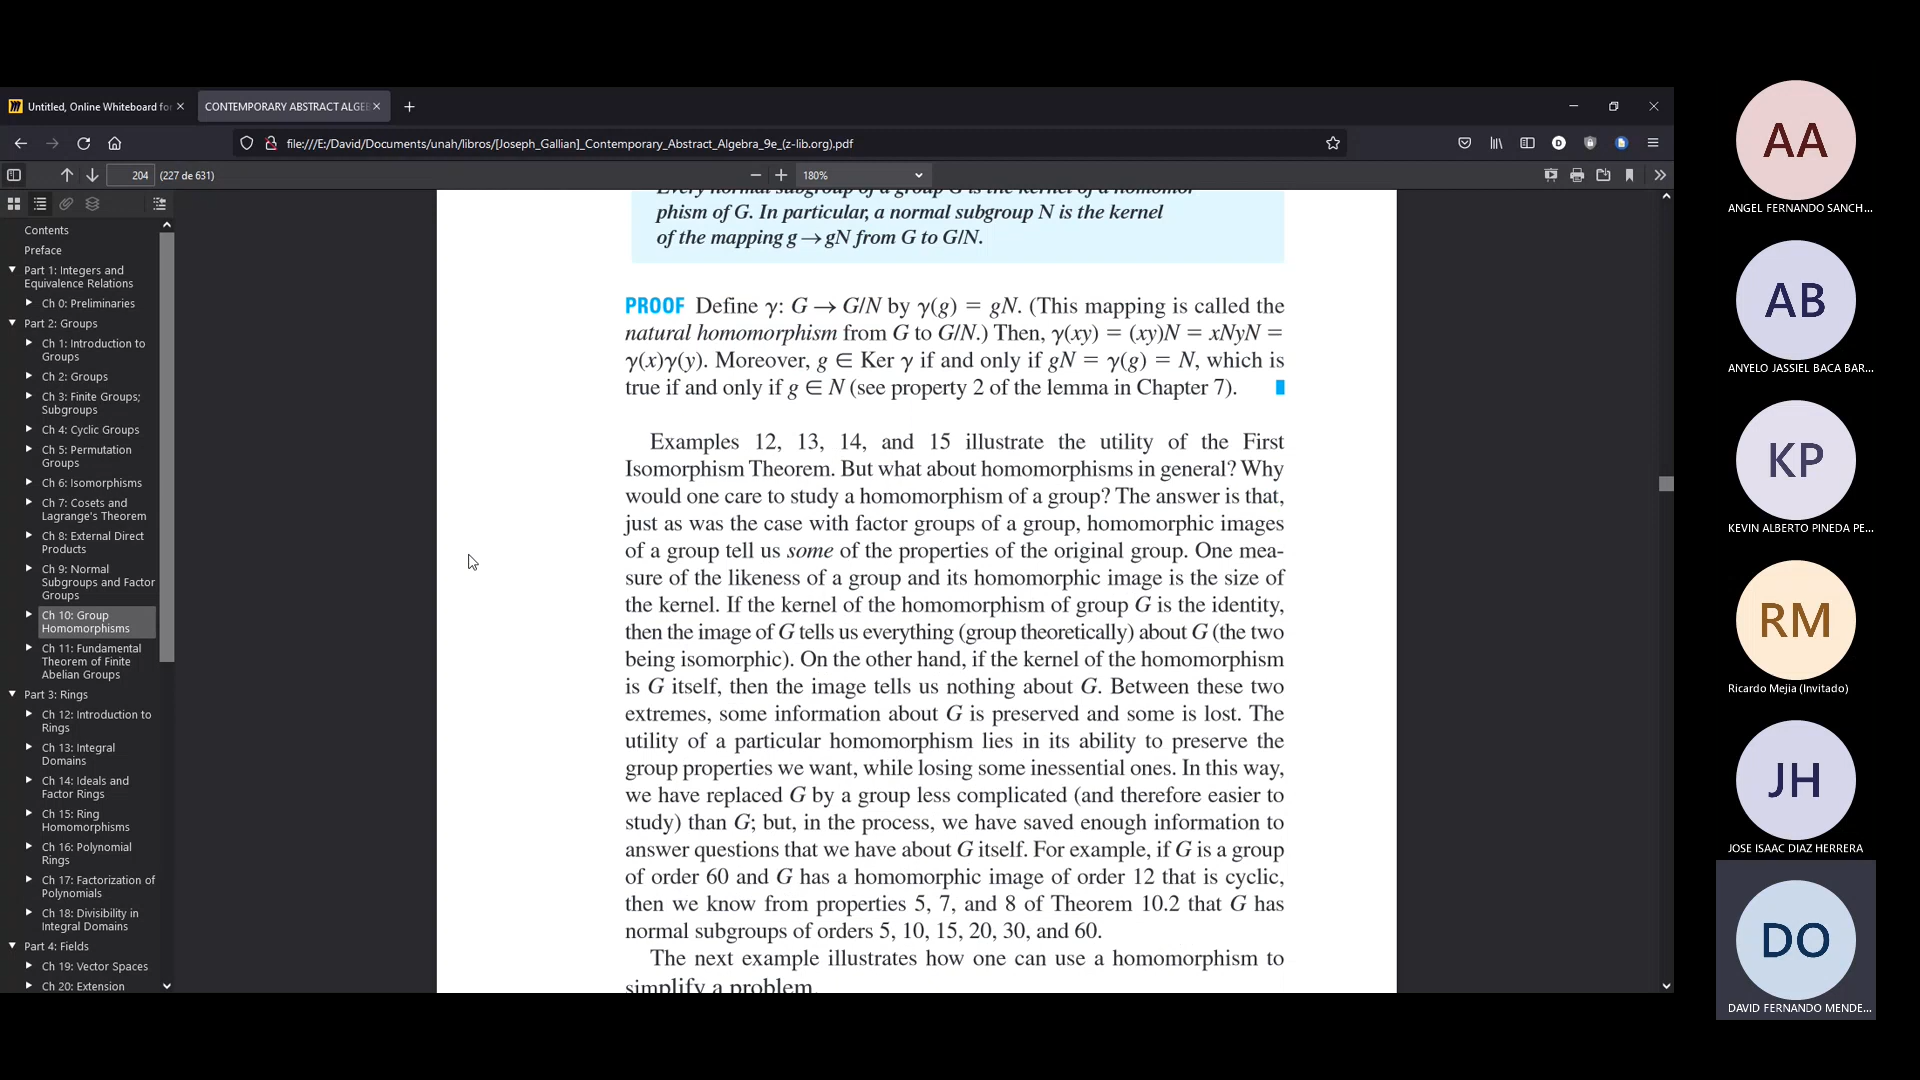 Untitled, Online Whiteboard fo
CONTEMPORARY ABSTRACT ALGEB
file:///E:/David/Documents/unah/libros/[Joseph_Gallian]_Contemporary_Abstract_Algebra_9e_(z-lib.org).pdf
204 (227 de 631)
180%
Contents
Preface
Part 1: Integers and
Equivalence Relations
Ch 0: Preliminaries
Part 2: Groups
Ch 1: Introduction to
Groups
Ch 2: Groups
Ch 3: Finite Groups;
Subgroups
Ch 4: Cyclic Groups
Ch 5: Permutation
Groups
Ch 6: Isomorphisms
Ch 7: Cosets and
Lagrange's Theorem
Ch 8: External Direct
Products
Ch 9: Normal
Subgroups and Factor
Groups
Ch 10: Group
Homomorphisms
Ch 11: Fundamental
Theorem of Finite
Abelian Groups
Part 3: Rings
Ch 12: Introduction to
Rings
Ch 13: Integral
Domains
Ch 14: Ideals and
Factor Rings
Ch 15: Ring
Homomorphisms
Ch 16: Polynomial
Rings
Ch 17: Factorization of
Polynomials
Ch 18: Divisibility in
Integral Domains
Part 4: Fields
Ch 19: Vector Spaces
Ch 20: Extension
Every normal subgroup of a group G is the kernel of a homomor-
phism of G. In particular, a normal subgroup N is the kernel
of the mapping g → gN from G to G/N.
PROOF Define γ: G → G/N by γ(g) = gN. (This mapping is called the
natural homomorphism from G to G/N.) Then, γ(xy) = (xy)N = xNyN =
γ(x)γ(y). Moreover, g ∈ Ker γ if and only if gN = γ(g) = N, which is
true if and only if g ∈ N (see property 2 of the lemma in Chapter 7).
Examples 12, 13, 14, and 15 illustrate the utility of the First
Isomorphism Theorem. But what about homomorphisms in general? Why
would one care to study a homomorphism of a group? The answer is that,
just as was the case with factor groups of a group, homomorphic images
of a group tell us some of the properties of the original group. One mea-
sure of the likeness of a group and its homomorphic image is the size of
the kernel. If the kernel of the homomorphism of group G is the identity,
then the image of G tells us everything (group theoretically) about G (the two
being isomorphic). On the other hand, if the kernel of the homomorphism
is G itself, then the image tells us nothing about G. Between these two
extremes, some information about G is preserved and some is lost. The
utility of a particular homomorphism lies in its ability to preserve the
group properties we want, while losing some inessential ones. In this way,
we have replaced G by a group less complicated (and therefore easier to
study) than G; but, in the process, we have saved enough information to
answer questions that we have about G itself. For example, if G is a group
of order 60 and G has a homomorphic image of order 12 that is cyclic,
then we know from properties 5, 7, and 8 of Theorem 10.2 that G has
normal subgroups of orders 5, 10, 15, 20, 30, and 60.
The next example illustrates how one can use a homomorphism to
simplify a problem.
AA
ANGEL FERNANDO SANCH...
AB
ANYELO JASSIEL BACA BAR...
KP
KEVIN ALBERTO PINEDA PE...
RM
Ricardo Mejia (Invitado)
JH
JOSE ISAAC DIAZ HERRERA
DO
DAVID FERNANDO MENDE...